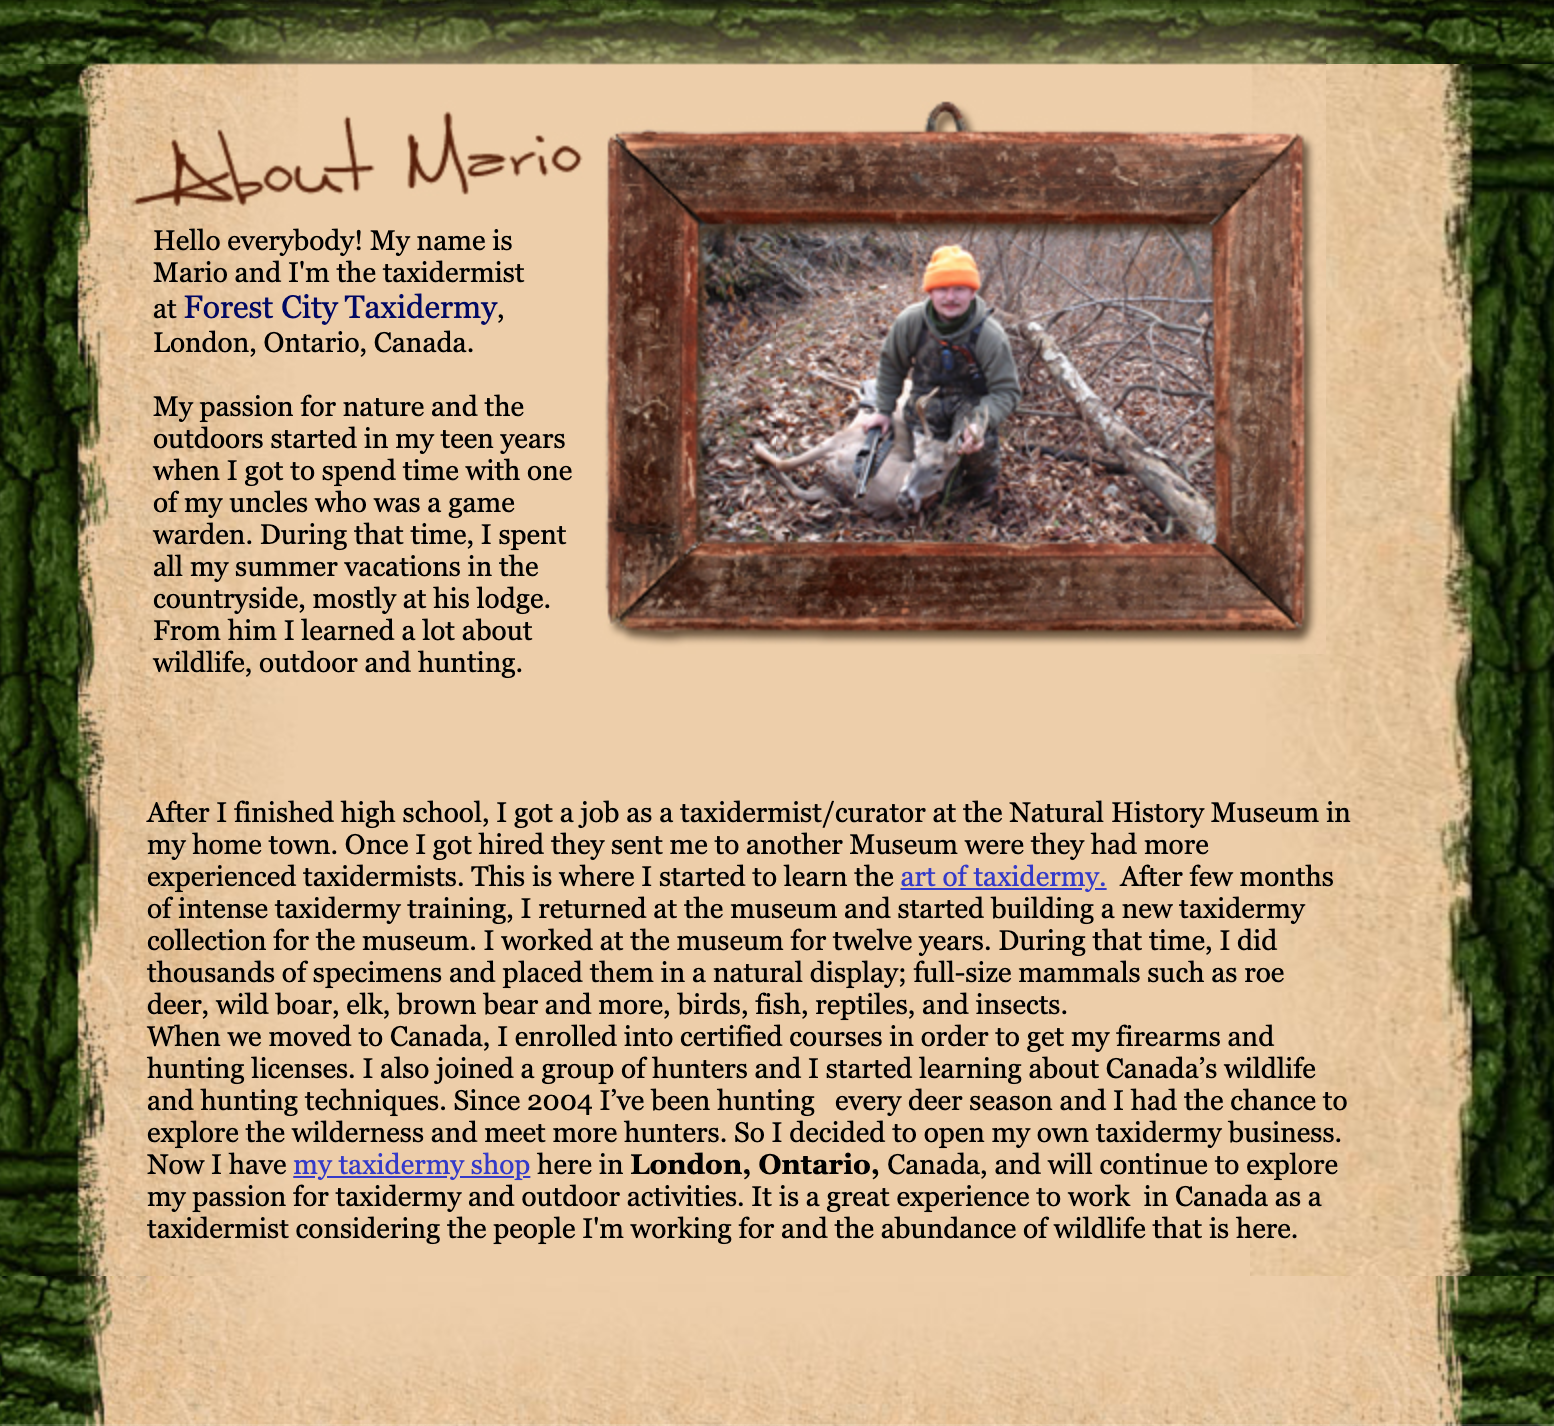 About Mario
Hello everybody! My name is
Mario and I'm the taxidermist
at Forest City Taxidermy,
London, Ontario, Canada.
My passion for nature and the
outdoors started in my teen years
when I got to spend time with one
of my uncles who was a game
warden. During that time, I spent
all my summer vacations in the
countryside, mostly at his lodge.
From him I learned a lot about
wildlife, outdoor and hunting.
After I finished high school, I got a job as a taxidermist/curator at the Natural History Museum in
my home town. Once I got hired they sent me to another Museum were they had more
experienced taxidermists. This is where I started to learn the art of taxidermy.  After few months
of intense taxidermy training, I returned at the museum and started building a new taxidermy
collection for the museum. I worked at the museum for twelve years. During that time, I did
thousands of specimens and placed them in a natural display; full-size mammals such as roe
deer, wild boar, elk, brown bear and more, birds, fish, reptiles, and insects.
When we moved to Canada, I enrolled into certified courses in order to get my firearms and
hunting licenses. I also joined a group of hunters and I started learning about Canada’s wildlife
and hunting techniques. Since 2004 I’ve been hunting   every deer season and I had the chance to
explore the wilderness and meet more hunters. So I decided to open my own taxidermy business.
Now I have my taxidermy shop here in London, Ontario, Canada, and will continue to explore
my passion for taxidermy and outdoor activities. It is a great experience to work  in Canada as a
taxidermist considering the people I'm working for and the abundance of wildlife that is here.